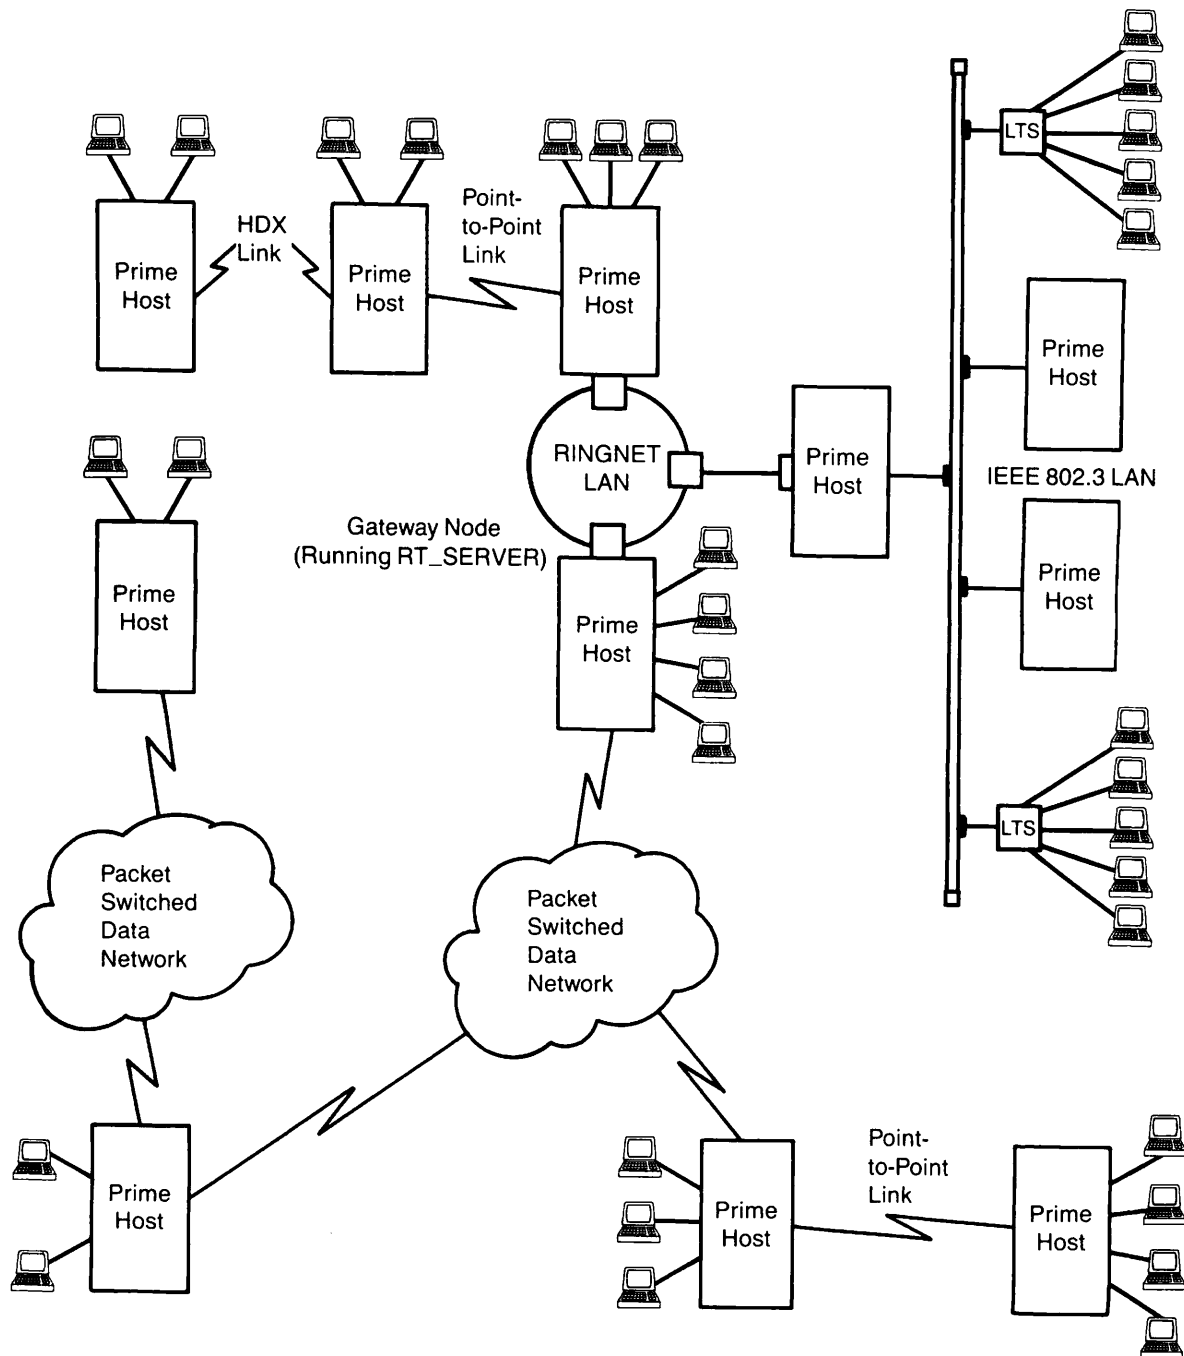 LTS
HDX
Link
Point-
to-Point
Link
Prime
Host
Prime
Host
Prime
Host
Prime
Host
RINGNET
LAN
Prime
Host
IEEE 802.3 LAN
Gateway Node
(Running RT_SERVER)
Prime
Host
Prime
Host
Prime
Host
LTS
Packet
Switched
Data
Network
Packet
Switched
Data
Network
Prime
Host
Prime
Host
Point-
to-Point
Link
Prime
Host